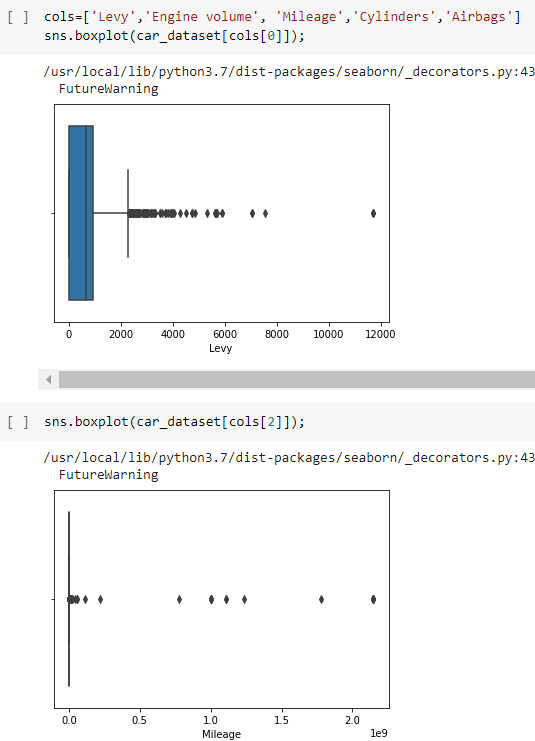 [ ] cols=['Levy','Engine volume', 'Mileage','Cylinders','Airbags']
sns.boxplot(car_dataset[cols[0]]);
/usr/local/lib/python3.7/dist-packages/seaborn/_decorators.py:43
FutureWarning
0 2000 4000 6000 8000 10000 12000
Levy
[ ] sns.boxplot(car_dataset[cols[2]]);
/usr/local/lib/python3.7/dist-packages/seaborn/_decorators.py:43
FutureWarning
0.0 0.5 1.0 1.5 2.0
Mileage 1e9